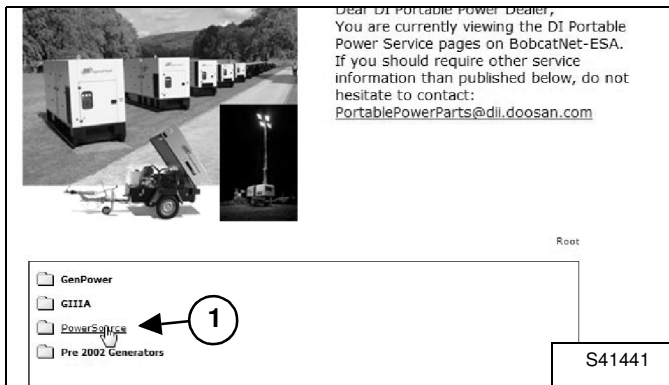 Dear DI Portable Power Dealer,
You are currently viewing the DI Portable
Power Service pages on BobcatNet-ESA.
If you should require other service
information than published below, do not
hesitate to contact:
PortablePowerParts@dii.doosan.com
Root
GenPower
GIIIA
PowerSource
1
Pre 2002 Generators
S41441